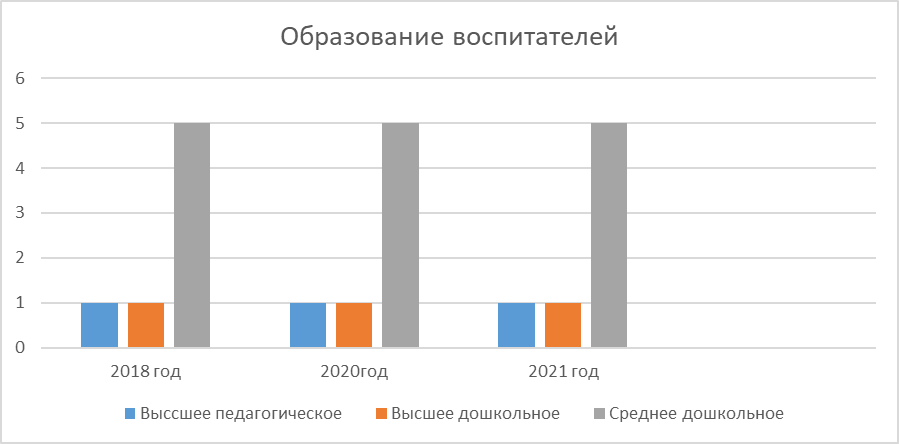 Образование воспитателей
6
5
4
3
2
1
0
2018 год
2020год
2021 год
Высшее педагогическое
Высшее дошкольное
Среднее дошкольное